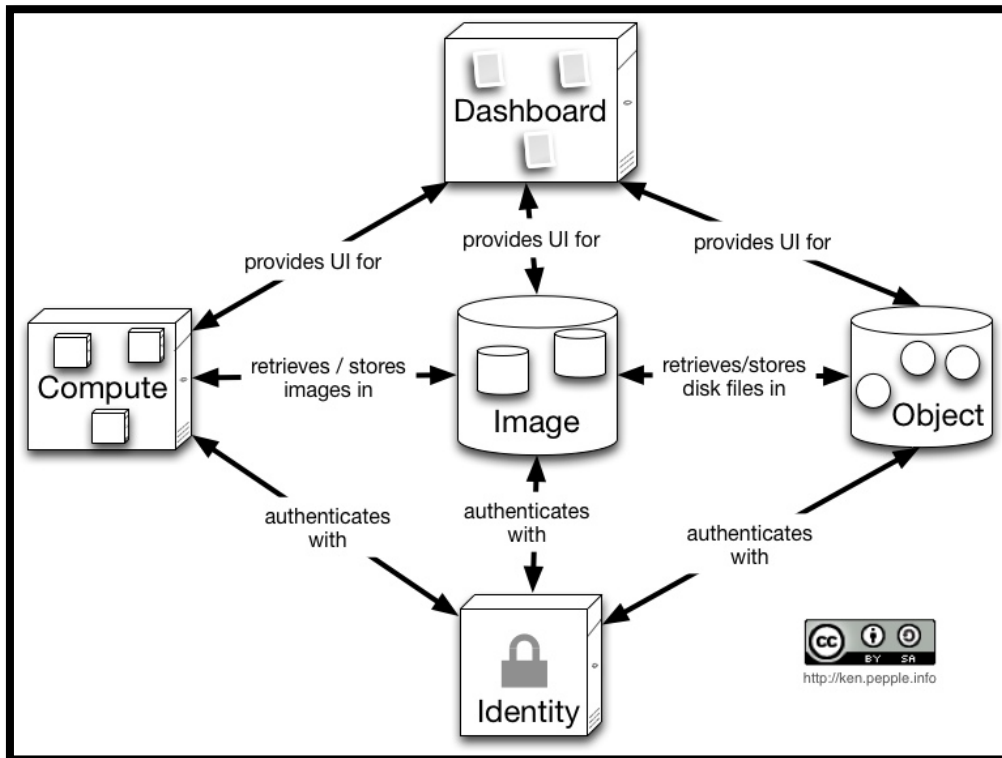 Dashboard
provides UI for
provides UI for
provides UI for
Compute
retrieves / stores
images in
Image
retrieves/stores
disk files in
Object
authenticates
with
authenticates
with
authenticates
with
Identity
cc
BY SA
http://ken.pepple.info